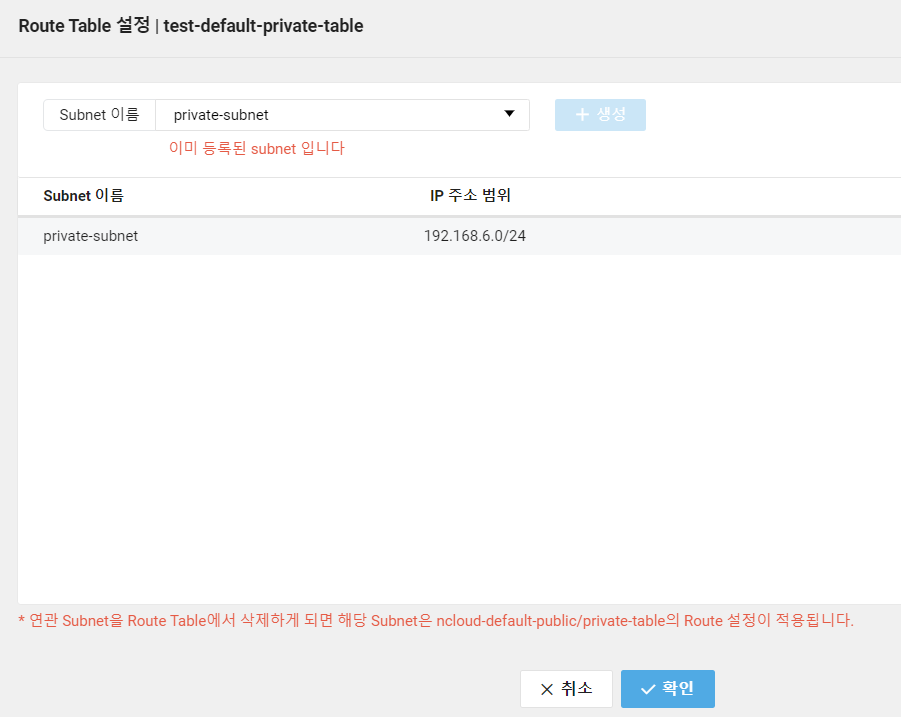 Route Table 설정 | test-default-private-table
Subnet 이름 private-subnet + 생성
이미 등록된 subnet 입니다
Subnet 이름 IP 주소 범위
private-subnet 192.168.6.0/24
* 연관 Subnet을 Route Table에서 삭제하게 되면 해당 Subnet은 ncloud-default-public/private-table의 Route 설정이 적용됩니다.
취소 확인